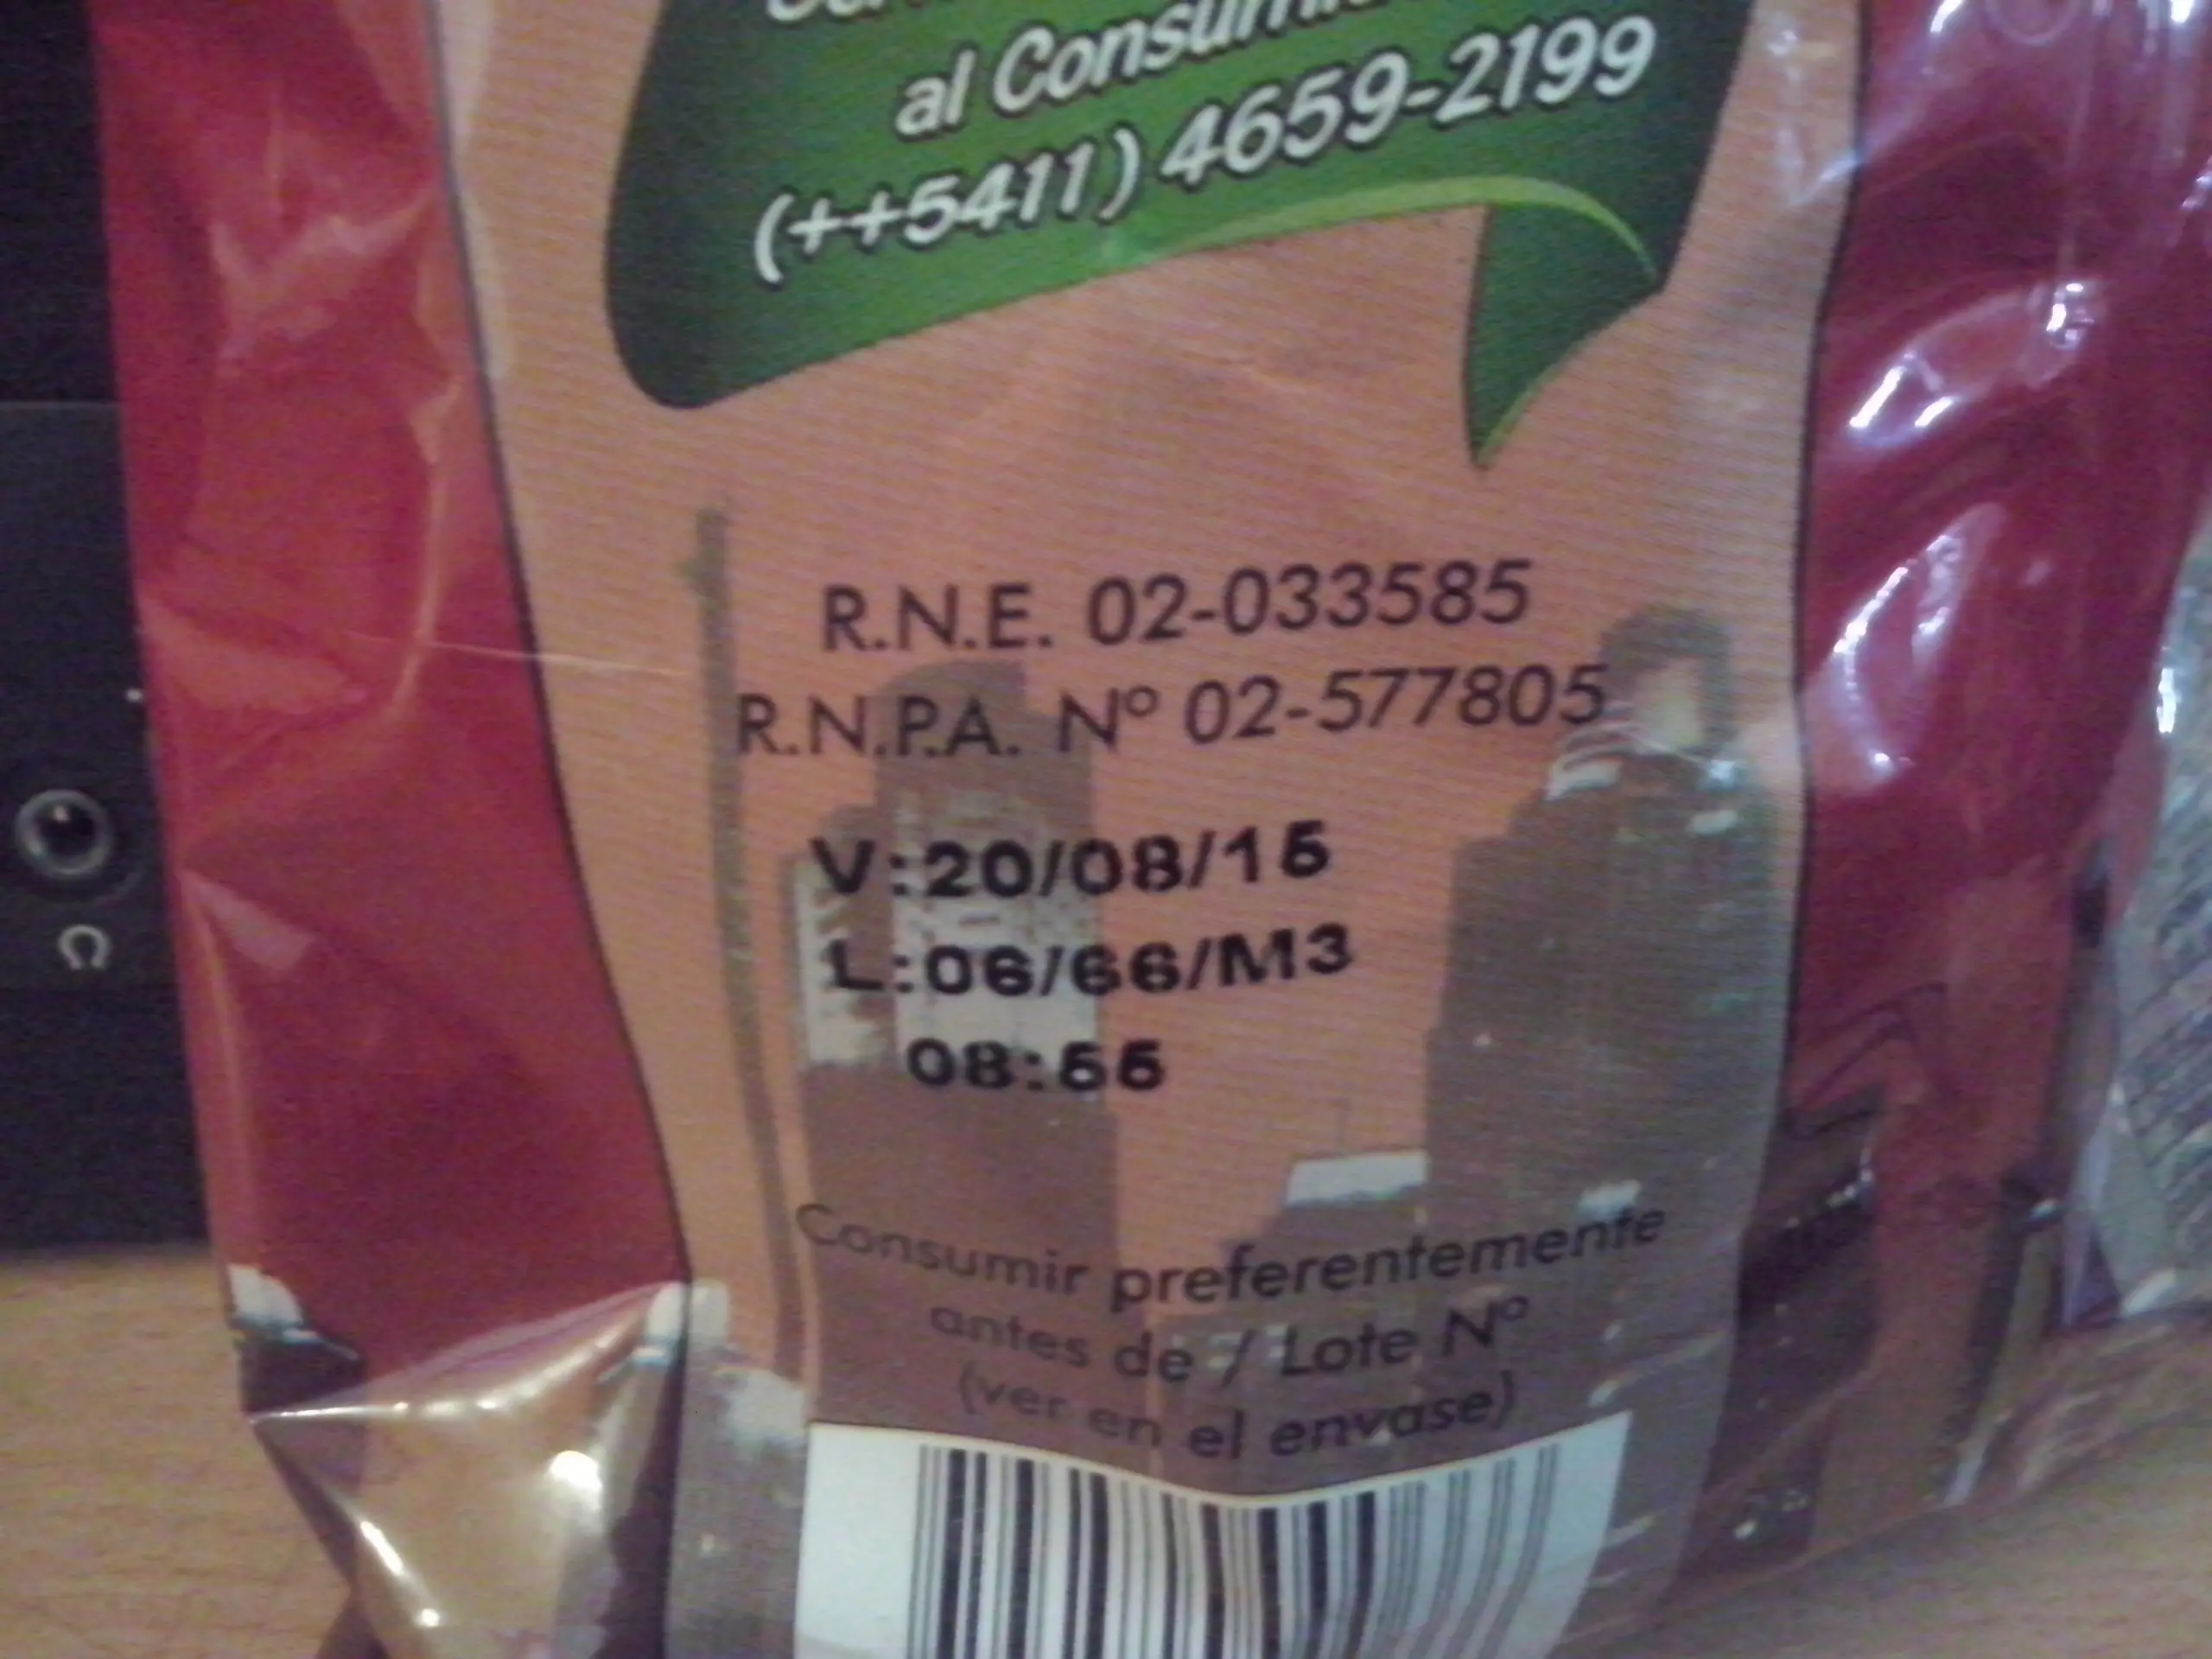 al Consumidor
(++5411) 4659-2199
R.N.E. 02-033585
R.N.P.A. Nº 02-577805
V:20/08/15
L:06/66/M3
08:55
Consumir preferentemente
antes de / Lote Nº
(ver en el envase)